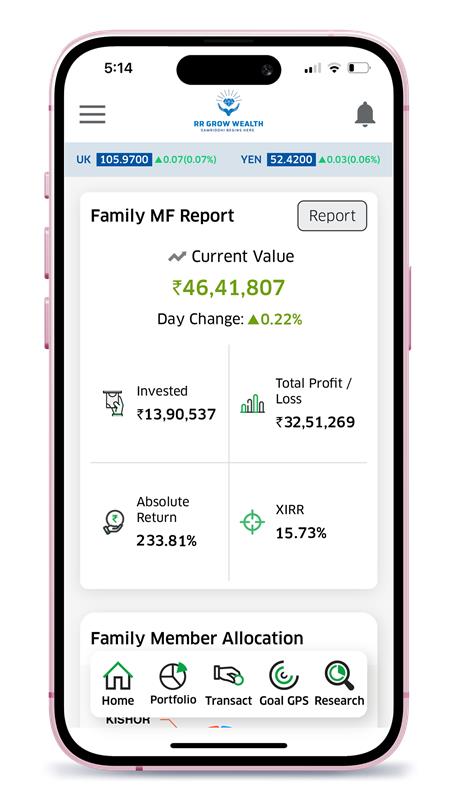 5:14
RR GROW WEALTH
SAMRIDDHI BEGINS HERE
UK 105.9700 ▲0.07(0.07%) YEN 52.4200 ▲0.03(0.06%)
Family MF Report
Report
Current Value
₹46,41,807
Day Change: ▲0.22%
Invested
₹13,90,537
Total Profit /
Loss
₹32,51,269
Absolute
Return
233.81%
XIRR
15.73%
Family Member Allocation
Home Portfolio Transact Goal GPS Research
KISHOR